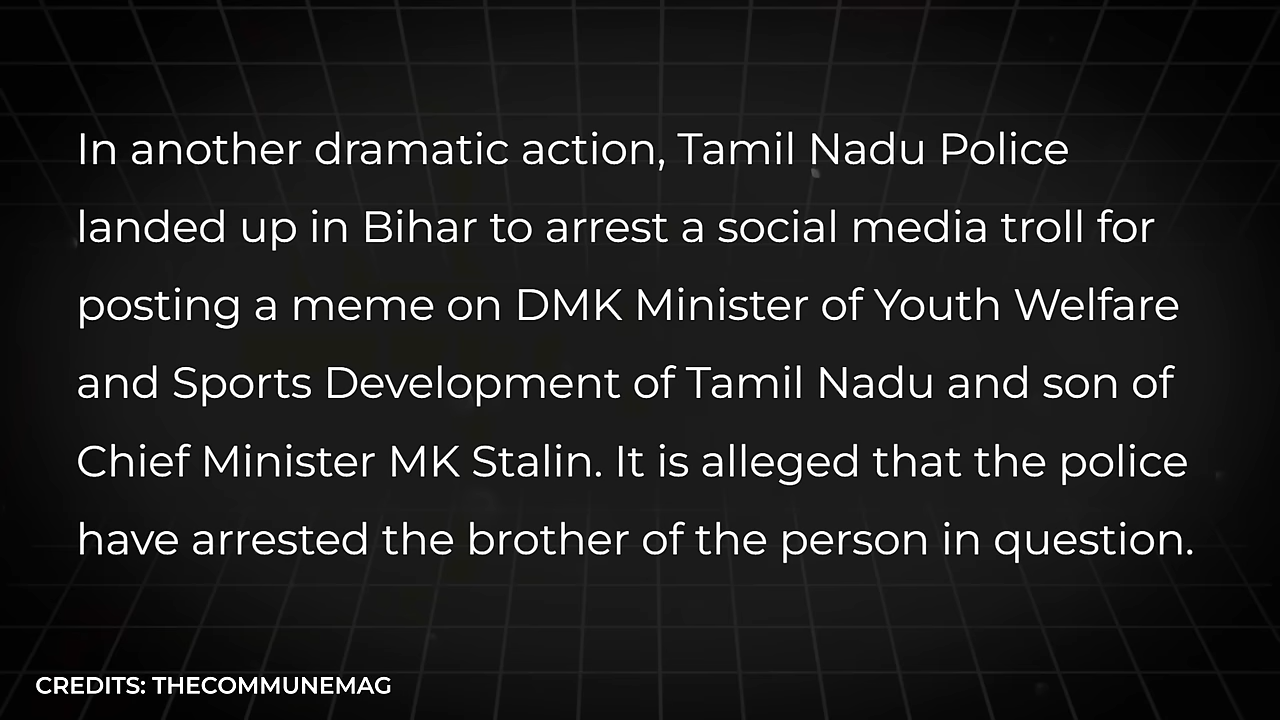 In another dramatic action, Tamil Nadu Police
landed up in Bihar to arrest a social media troll for
posting a meme on DMK Minister of Youth Welfare
and Sports Development of Tamil Nadu and son of
Chief Minister MK Stalin. It is alleged that the police
have arrested the brother of the person in question.
CREDITS: THECOMMUNEMAG